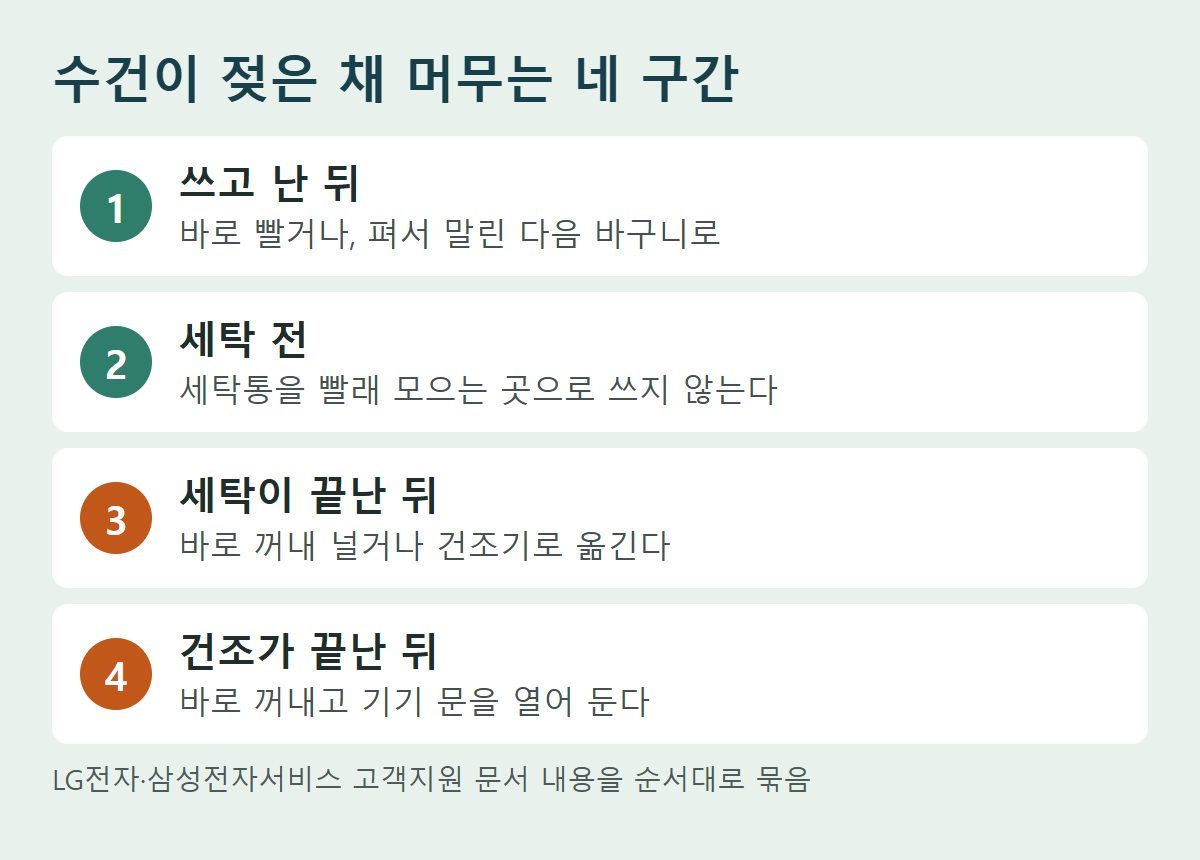 수건이 젖은 채 머무는 네 구간
1
쓰고 난 뒤
바로 빨거나, 펴서 말린 다음 바구니로
2
세탁 전
세탁통을 빨래 모으는 곳으로 쓰지 않는다
3
세탁이 끝난 뒤
바로 꺼내 널거나 건조기로 옮긴다
4
건조가 끝난 뒤
바로 꺼내고 기기 문을 열어 둔다
LG전자·삼성전자서비스 고객지원 문서 내용을 순서대로 묶음